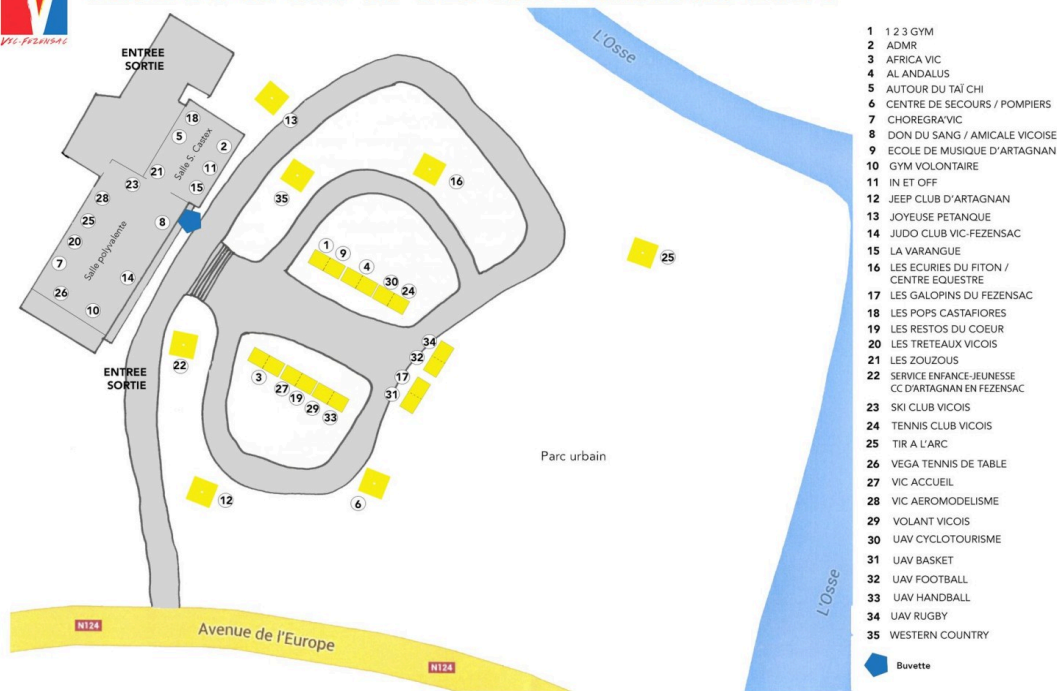 VIC-FEZENSAC
ENTREE
SORTIE
L'Osse
18
5
2
Salle S. Castex
21
11
23
15
28
8
25
20
Salle polyvalente
7
14
26
10
13
35
16
25
1
9
4
30
24
34
32
17
31
22
3
27
19
29
33
ENTREE
SORTIE
12
6
Parc urbain
L'Osse
N124
Avenue de l'Europe
N124
1 1 2 3 GYM
2 ADMR
3 AFRICA VIC
4 AL ANDALUS
5 AUTOUR DU TAÏ CHI
6 CENTRE DE SECOURS / POMPIERS
7 CHOREGRA'VIC
8 DON DU SANG / AMICALE VICOISE
9 ECOLE DE MUSIQUE D'ARTAGNAN
10 GYM VOLONTAIRE
11 IN ET OFF
12 JEEP CLUB D'ARTAGNAN
13 JOYEUSE PETANQUE
14 JUDO CLUB VIC-FEZENSAC
15 LA VARANGUE
16 LES ECURIES DU FITON /
CENTRE EQUESTRE
17 LES GALOPINS DU FEZENSAC
18 LES POPS CASTAFIORES
19 LES RESTOS DU COEUR
20 LES TRETEAUX VICOIS
21 LES ZOUZOUS
22 SERVICE ENFANCE-JEUNESSE
CC D'ARTAGNAN EN FEZENSAC
23 SKI CLUB VICOIS
24 TENNIS CLUB VICOIS
25 TIR A L'ARC
26 VEGA TENNIS DE TABLE
27 VIC ACCUEIL
28 VIC AEROMODELISME
29 VOLANT VICOIS
30 UAV CYCLOTOURISME
31 UAV BASKET
32 UAV FOOTBALL
33 UAV HANDBALL
34 UAV RUGBY
35 WESTERN COUNTRY
Buvette